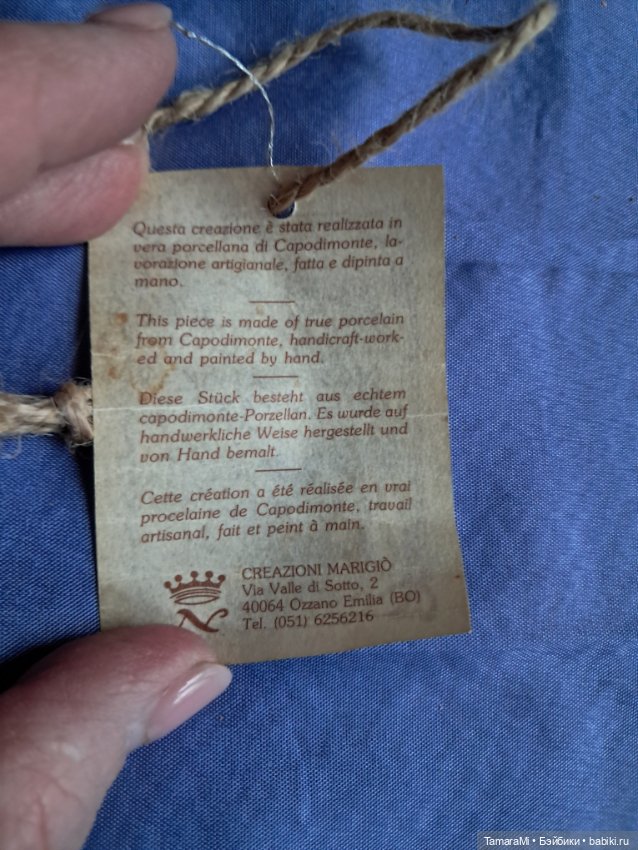 Questa creazione è stata realizzata in
vera porcellana di Capodimonte, la-
vorazione artigianale, fatta e dipinta a
mano.
This piece is made of true porcelain
from Capodimonte, handicraft-work-
ed and painted by hand.
Diese Stück besteht aus echtem
capodimonte-Porzellan. Es wurde auf
handwerkliche Weise hergestellt und
von Hand bemalt.
Cette création a été réalisée en vrai
procelaine de Capodimonte, travail
artisanal, fait et peint à main.
CREAZIONI MARIGIÒ
Via Valle di Sotto, 2
40064 Ozzano Emilia (BO)
Tel. (051) 6256216
N
TamaraMi • Бэйбики • babiki.ru